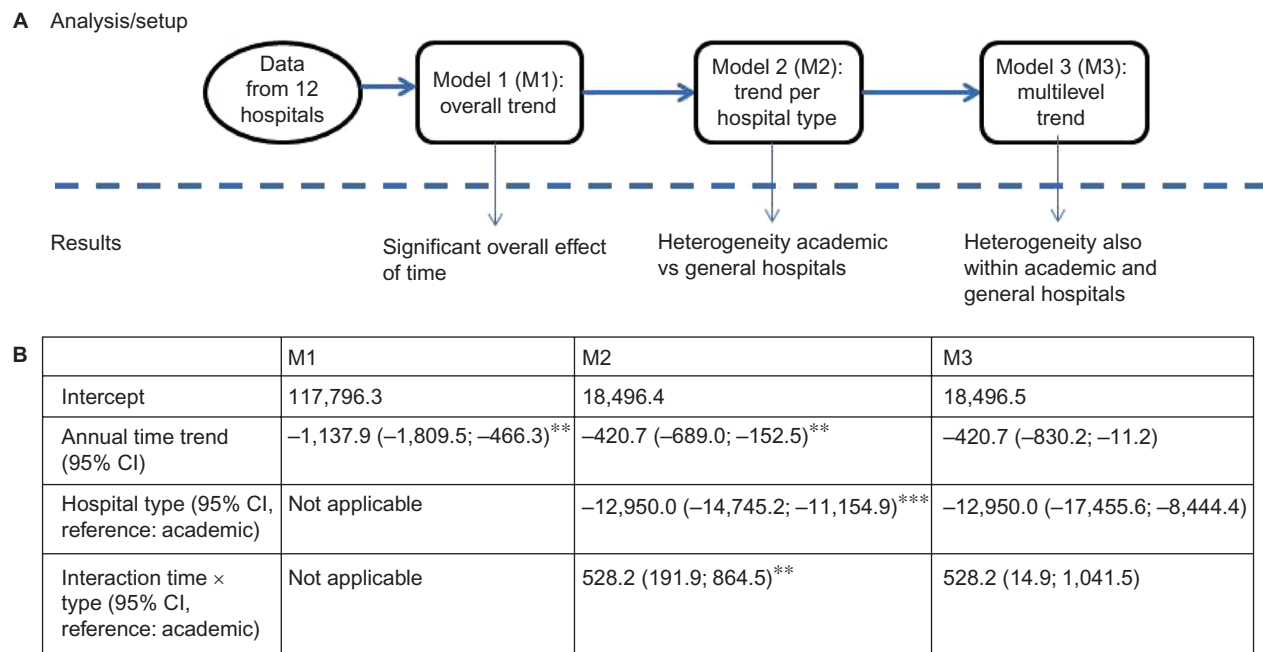 A Analysis/setup
Data
from 12
hospitals
Model 1 (M1):
overall trend
Model 2 (M2):
trend per
hospital type
Model 3 (M3):
multilevel
trend
Results
Significant overall effect
of time
Heterogeneity academic
vs general hospitals
Heterogeneity also
within academic and
general hospitals
B
M1 M2 M3
Intercept 117,796.3 18,496.4 18,496.5
Annual time trend
(95% CI)
–1,137.9 (–1,809.5; –466.3)** –420.7 (–689.0; –152.5)** –420.7 (–830.2; –11.2)
Hospital type (95% CI,
reference: academic)
Not applicable –12,950.0 (–14,745.2; –11,154.9)*** –12,950.0 (–17,455.6; –8,444.4)
Interaction time ×
type (95% CI,
reference: academic)
Not applicable 528.2 (191.9; 864.5)** 528.2 (14.9; 1,041.5)